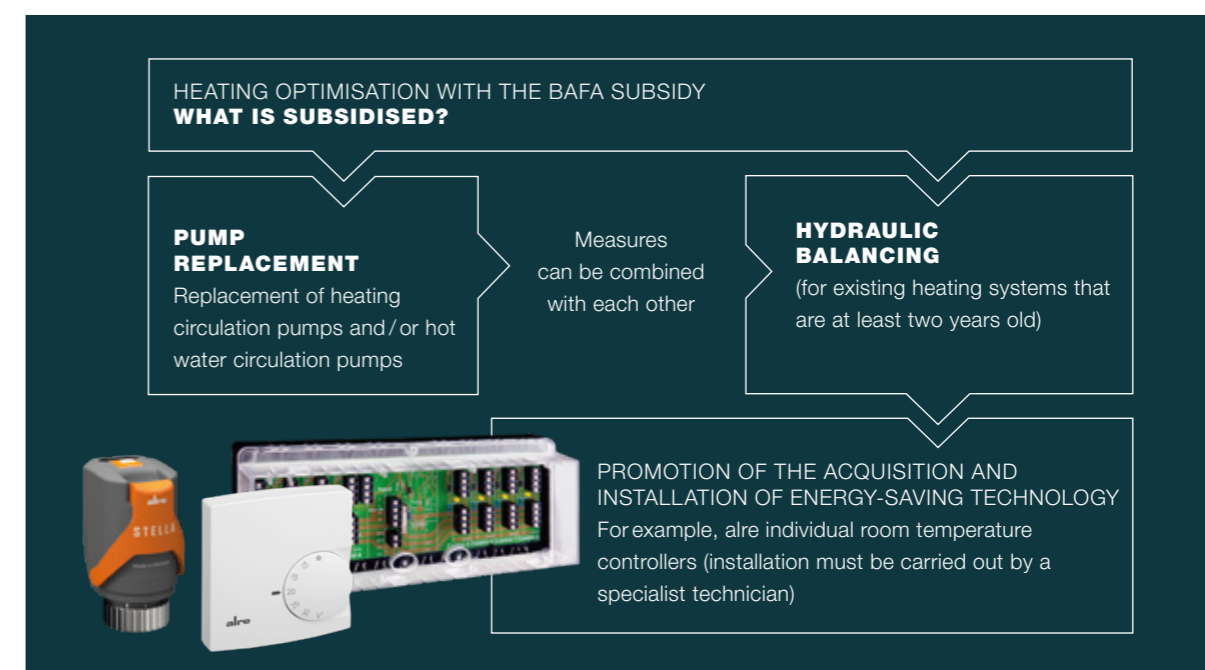 HEATING OPTIMISATION WITH THE BAFA SUBSIDY
WHAT IS SUBSIDISED?
PUMP
REPLACEMENT
Replacement of heating
circulation pumps and / or hot
water circulation pumps
Measures
can be combined
with each other
HYDRAULIC
BALANCING
(for existing heating systems that
are at least two years old)
PROMOTION OF THE ACQUISITION AND
INSTALLATION OF ENERGY-SAVING TECHNOLOGY
For example, alre individual room temperature
controllers (installation must be carried out by a
specialist technician)
alre
STELLA
20
alre